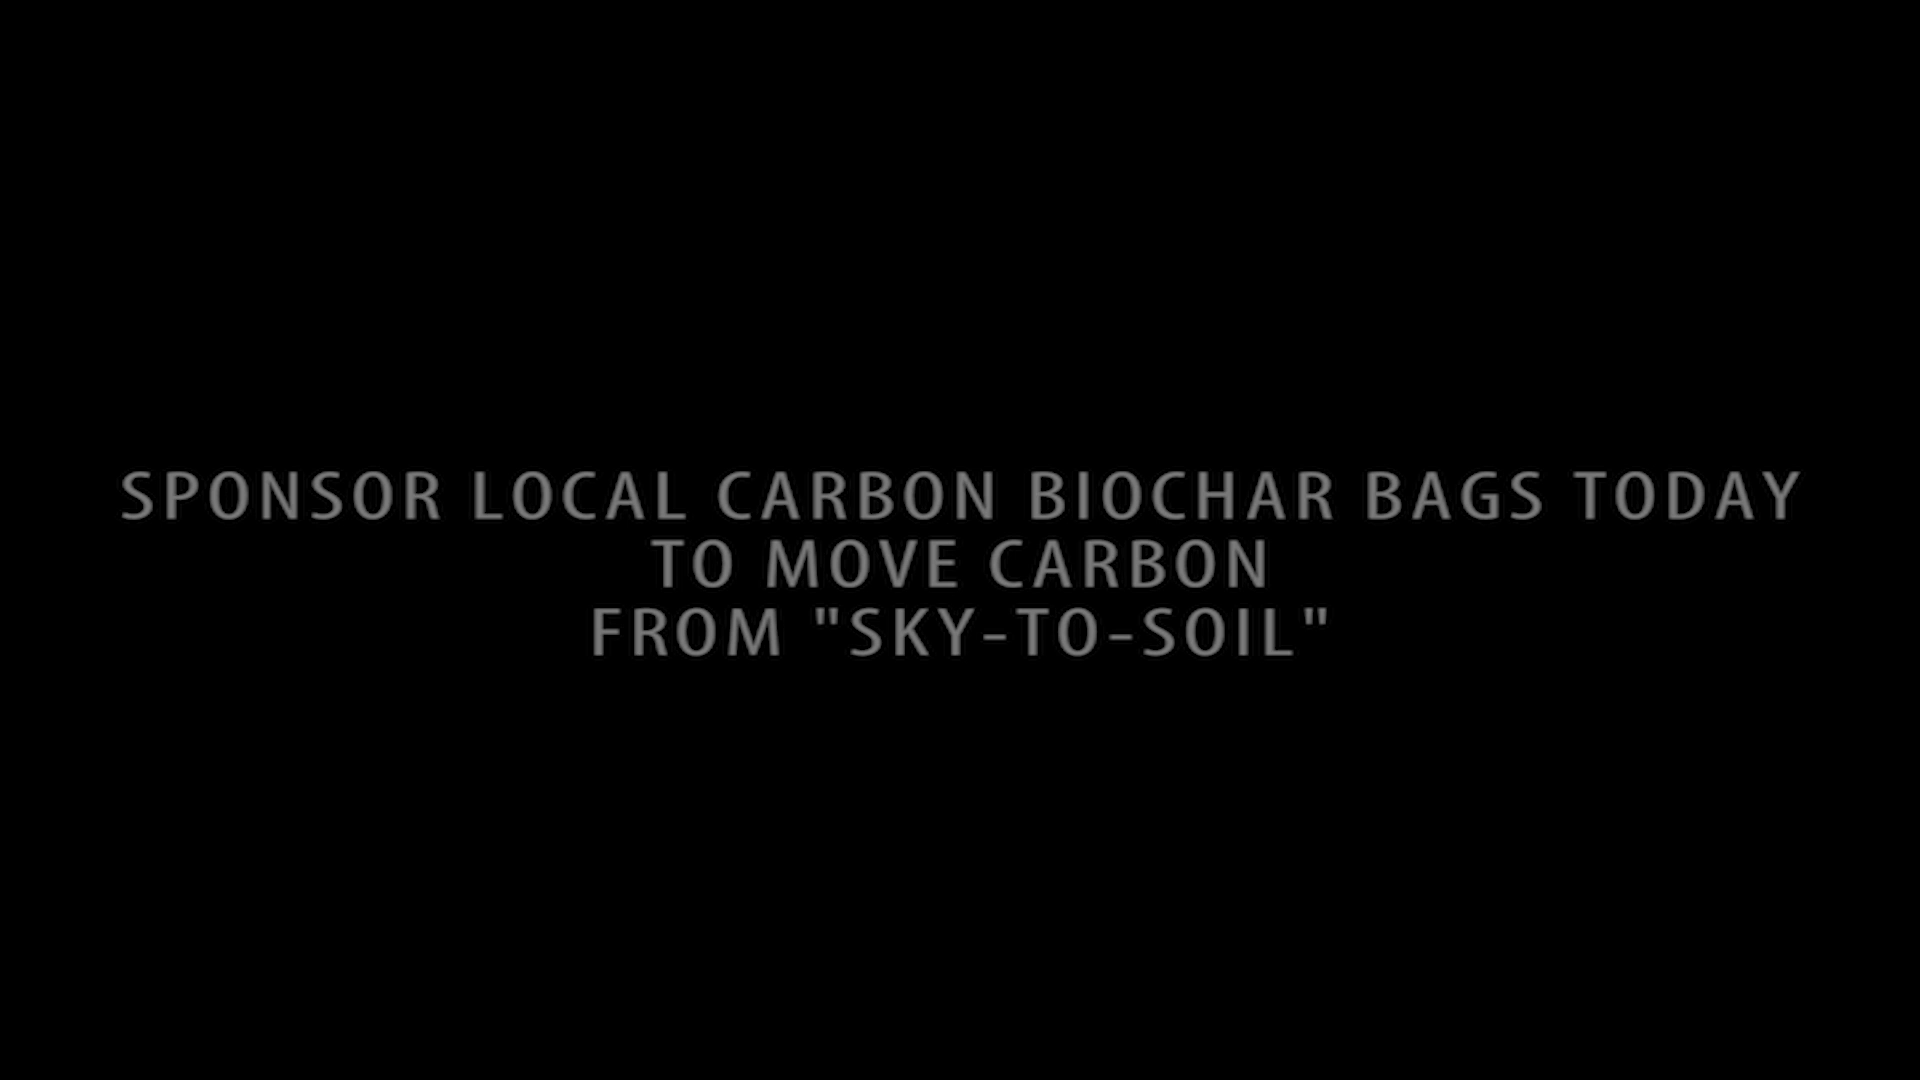 SPONSOR LOCAL CARBON BIOCHAR BAGS TODAY
TO MOVE CARBON
FROM "SKY-TO-SOIL"